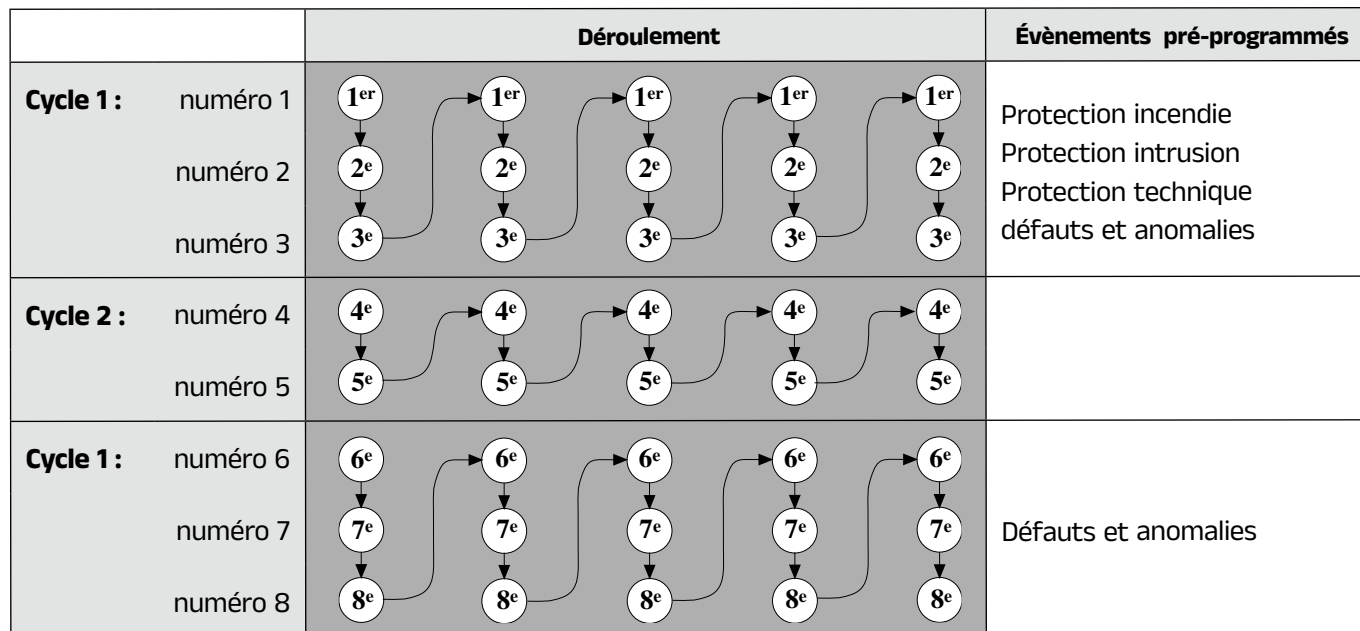 Déroulement Évènements pré-programmés
Cycle 1 : numéro 1 1er 1er 1er 1er 1er
numéro 2 2e 2e 2e 2e 2e
numéro 3 3e 3e 3e 3e 3e
Protection incendie
Protection intrusion
Protection technique
défauts et anomalies
Cycle 2 : numéro 4 4e 4e 4e 4e 4e
numéro 5 5e 5e 5e 5e 5e
Cycle 1 : numéro 6 6e 6e 6e 6e 6e
numéro 7 7e 7e 7e 7e 7e Défauts et anomalies
numéro 8 8e 8e 8e 8e 8e